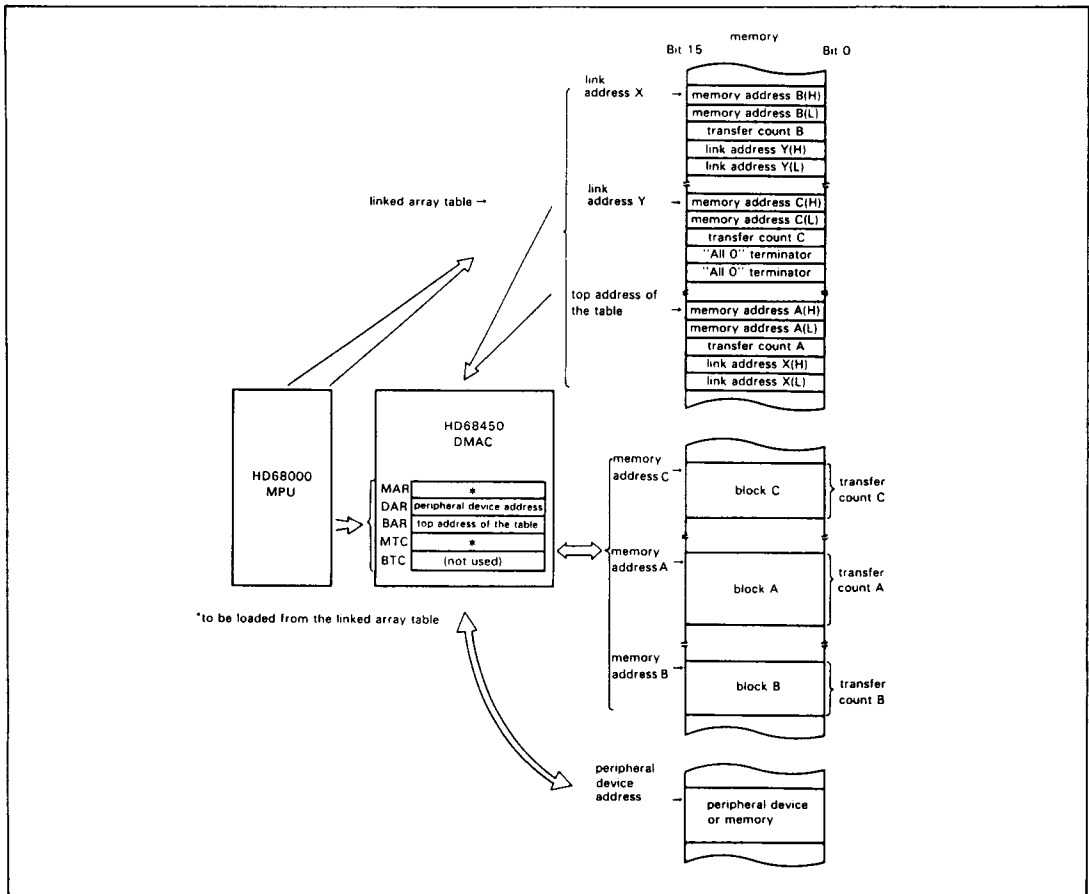 memory
Bit 15 Bit 0
link
address X →
memory address B(H)
memory address B(L)
transfer count B
link address Y(H)
link address Y(L)
linked array table →
link
address Y →
memory address C(H)
memory address C(L)
transfer count C
"All 0" terminator
"All 0" terminator
top address of
the table →
memory address A(H)
memory address A(L)
transfer count A
link address X(H)
link address X(L)
HD68000
MPU
HD68450
DMAC
MAR *
DAR peripheral device address
BAR top address of the table
MTC *
BTC (not used)
*to be loaded from the linked array table
memory
address C →
block C
transfer
count C
memory
address A →
block A
transfer
count A
memory
address B →
block B
transfer
count B
peripheral
device
address →
peripheral device
or memory